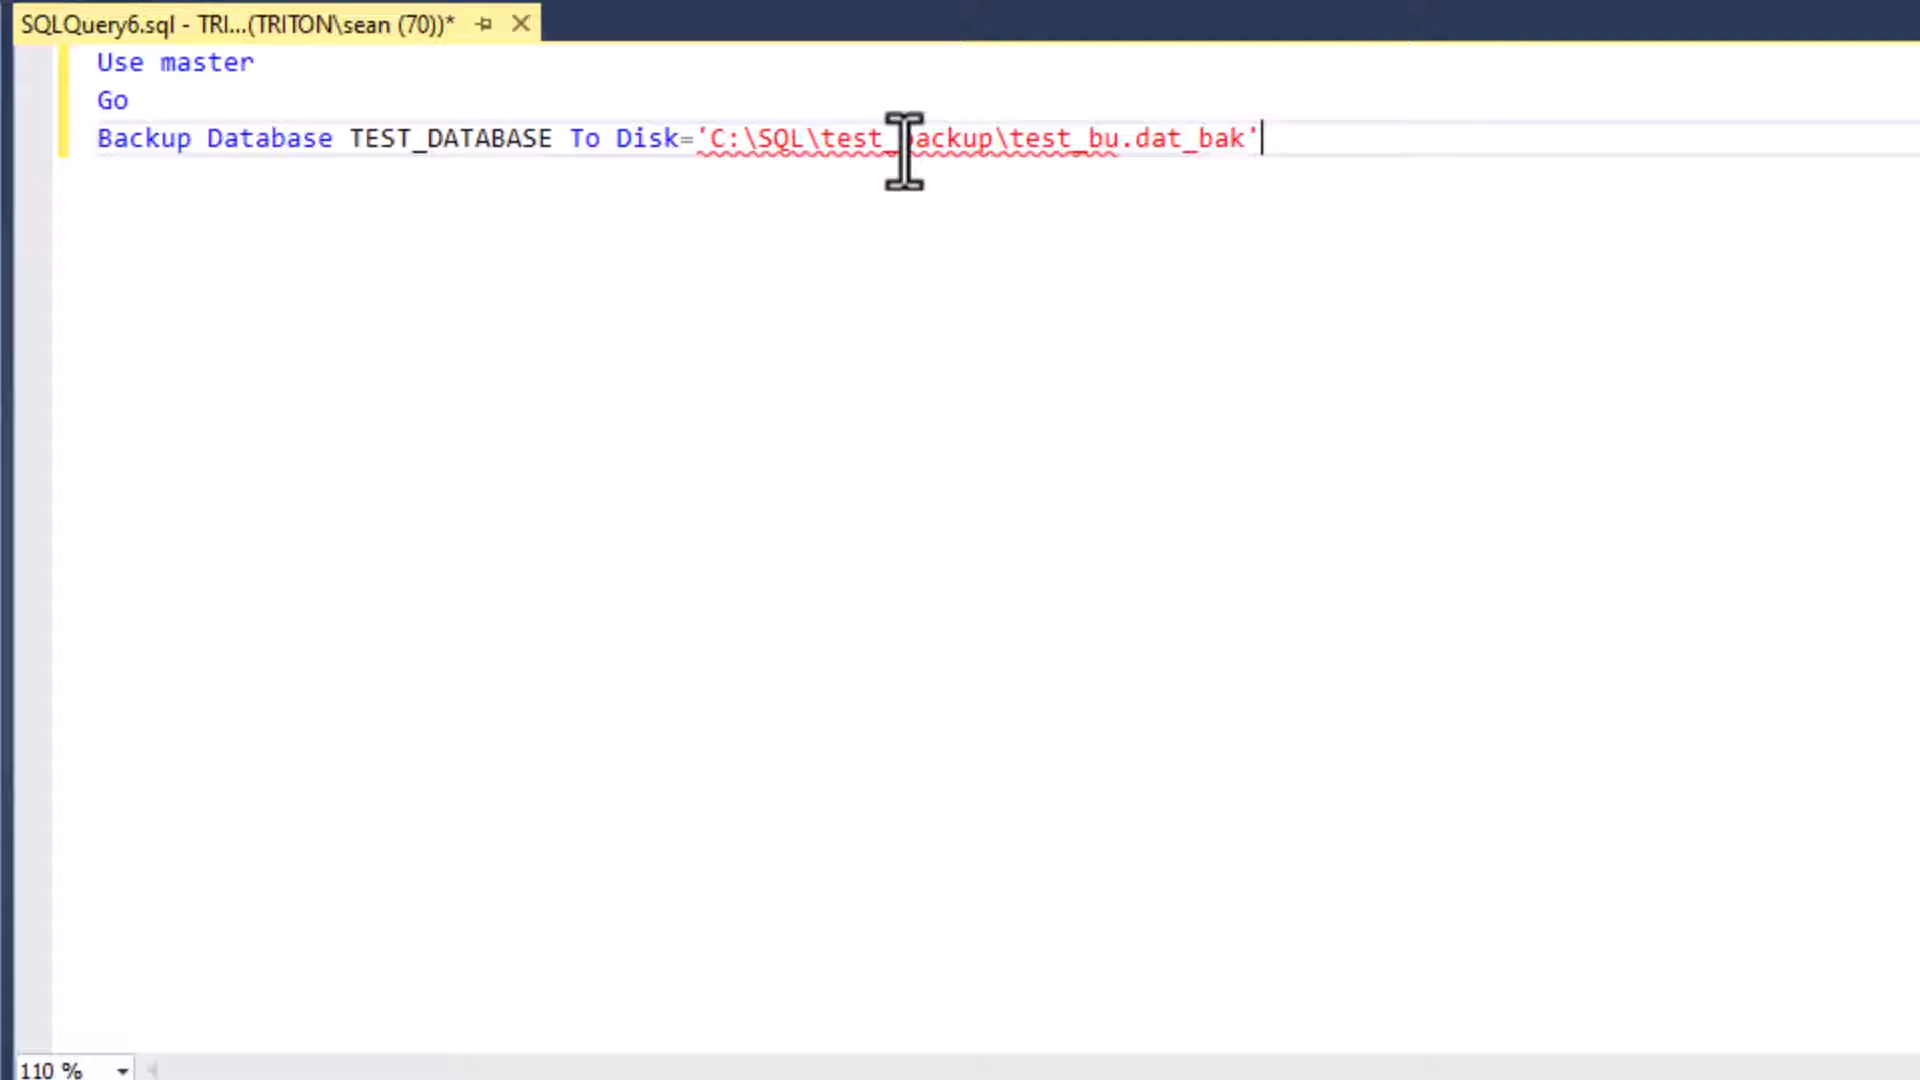 SQLQuery6.sql - TRI...(TRITON\sean (70))*
Use master
Go
Backup Database TEST_DATABASE To Disk='C:\SQL\test_backup\test_bu.dat_bak'
110 %